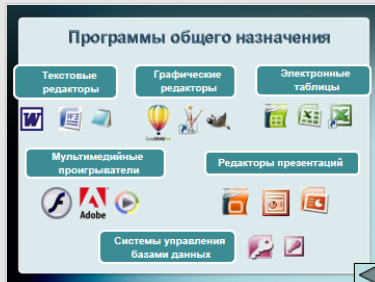 Программы общего назначения
Текстовые
редакторы
Графические
редакторы
Электронные
таблицы
Мультимедийные
проигрыватели
Редакторы презентаций
Adobe
Системы управления
базами данных